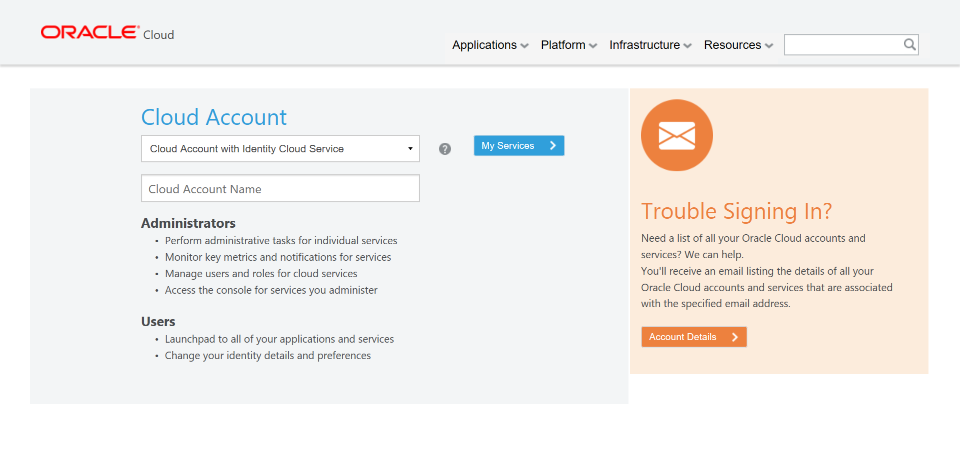 ORACLE Cloud
Applications Platform Infrastructure Resources
Cloud Account
Cloud Account with Identity Cloud Service
? My Services
Cloud Account Name
Administrators
• Perform administrative tasks for individual services
• Monitor key metrics and notifications for services
• Manage users and roles for cloud services
• Access the console for services you administer
Users
• Launchpad to all of your applications and services
• Change your identity details and preferences
Trouble Signing In?
Need a list of all your Oracle Cloud accounts and
services? We can help.
You'll receive an email listing the details of all your
Oracle Cloud accounts and services that are associated
with the specified email address.
Account Details